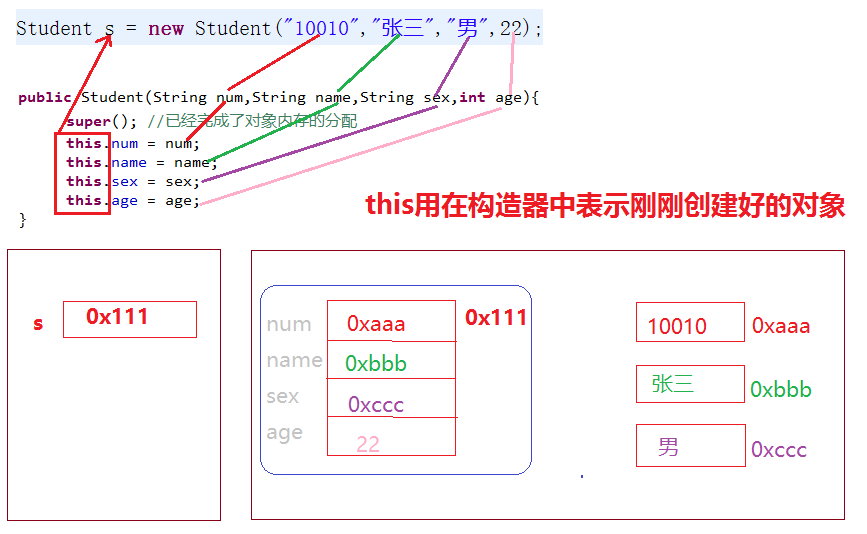 Student s = new Student("10010","张三","男",22);
public Student(String num,String name,String sex,int age){
super(); //已经完成了对象内存的分配
this.num = num;
this.name = name;
this.sex = sex;
this.age = age;
}
this用在构造器中表示刚刚创建好的对象
s 0x111
num 0xaaa 0x111
name 0xbbb
sex 0xccc
age 22
10010 0xaaa
张三 0xbbb
男 0xccc